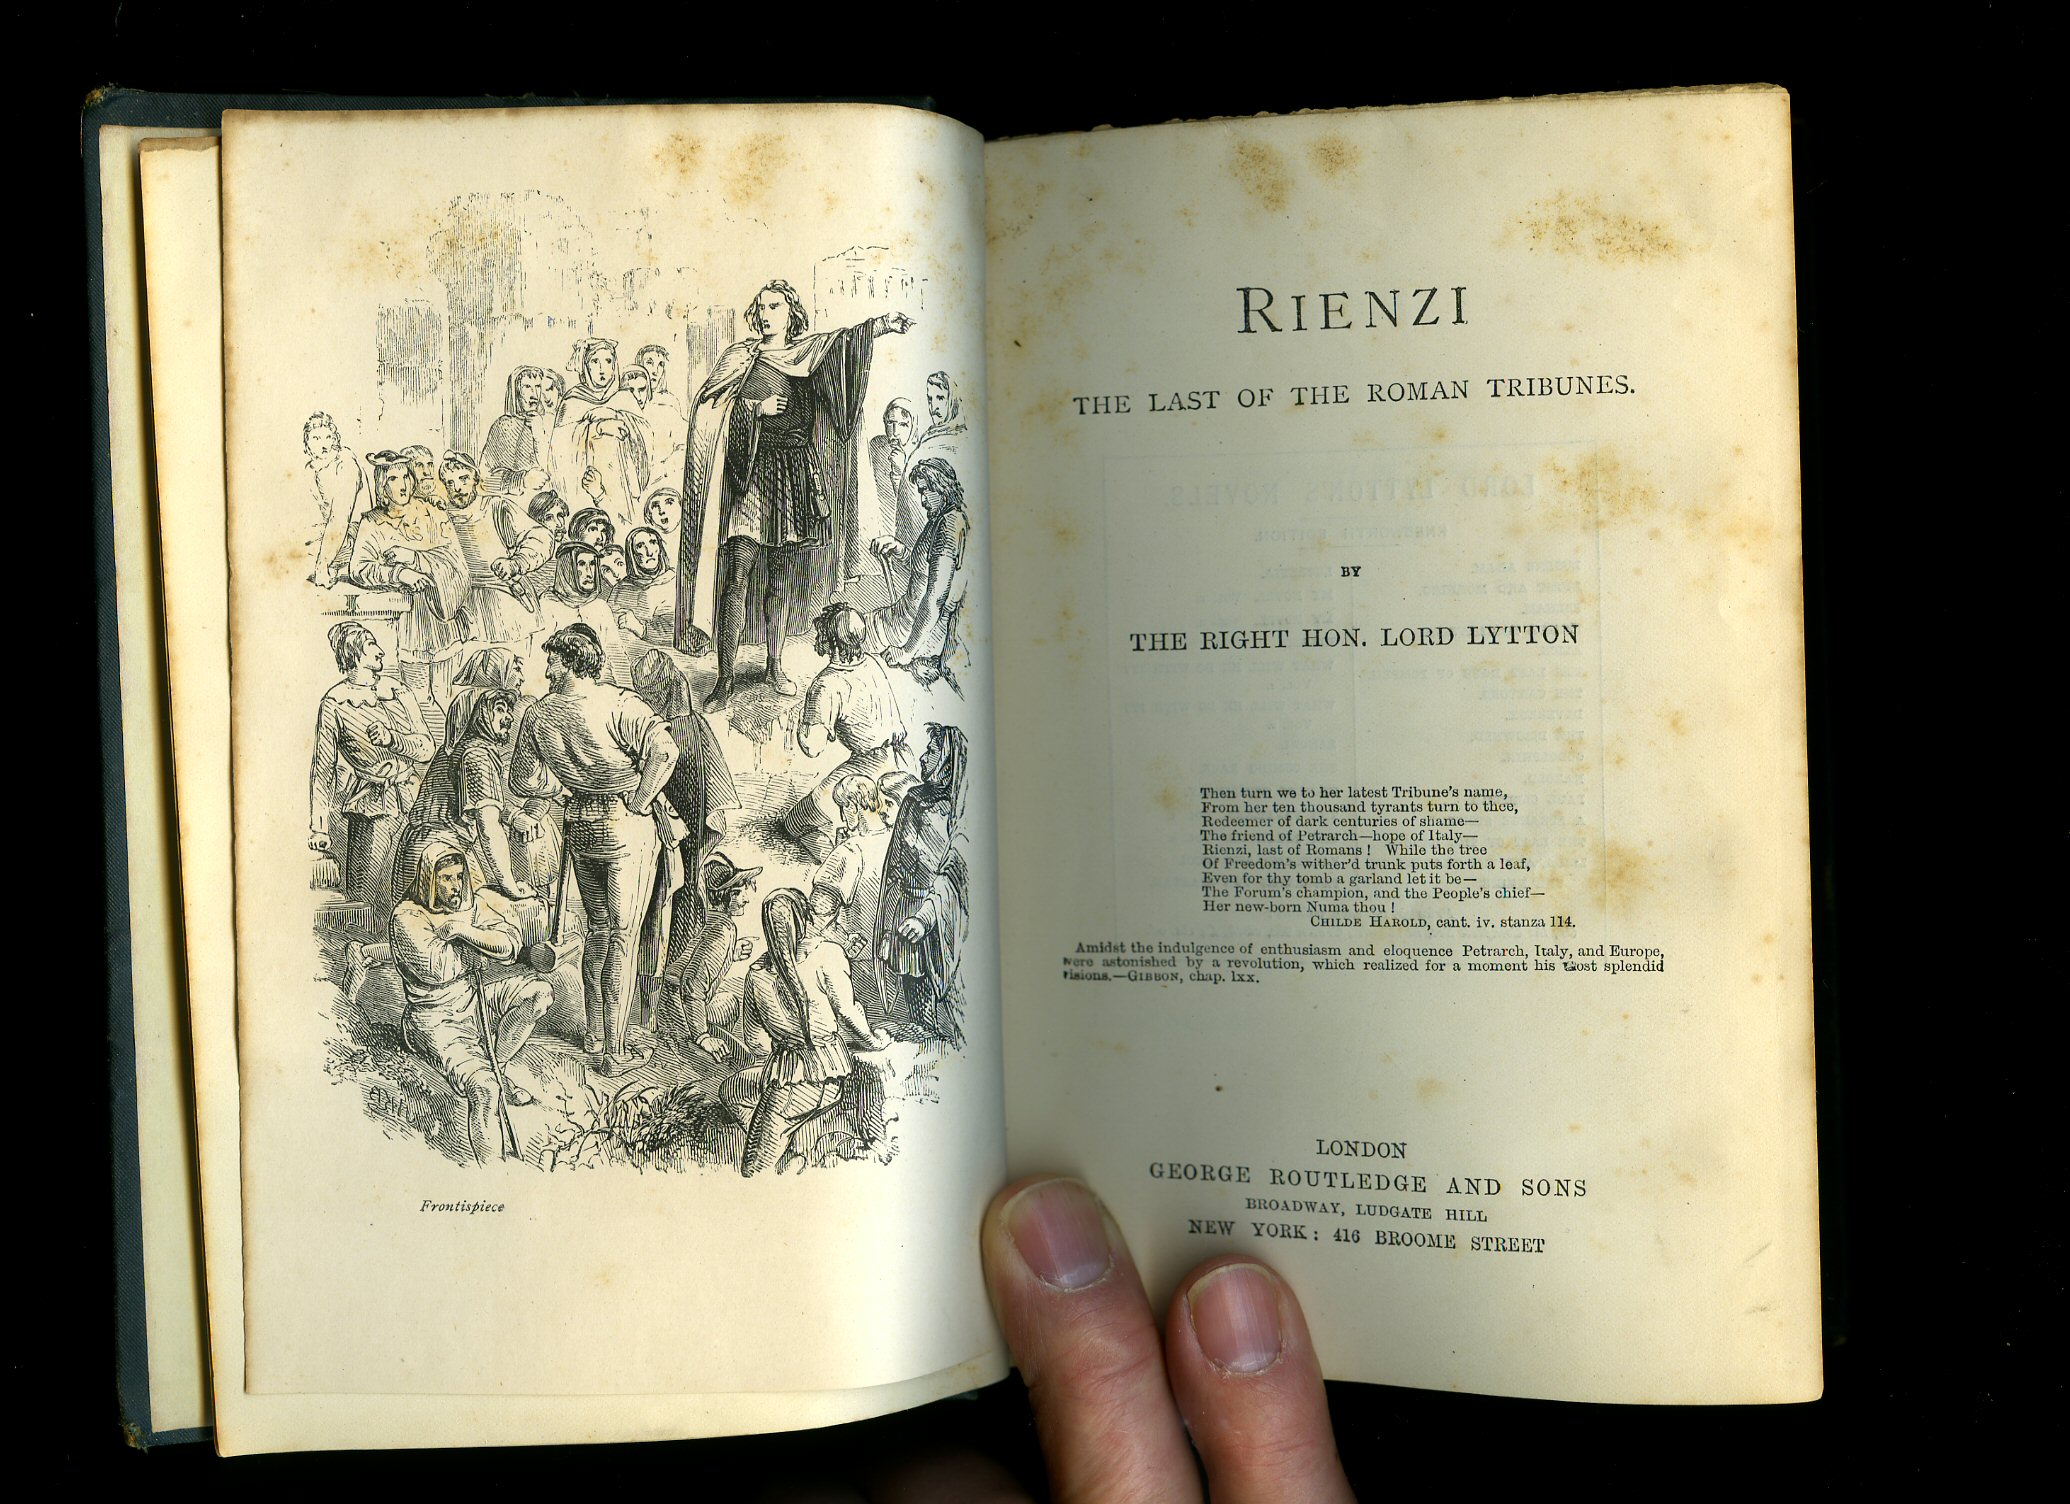 Frontispiece
RIENZI
THE LAST OF THE ROMAN TRIBUNES.
BY
THE RIGHT HON. LORD LYTTON
Then turn we to her latest Tribune's name,
From her ten thousand tyrants turn to thee,
Redeemer of dark centuries of shame—
The friend of Petrarch—hope of Italy—
Rienzi, last of Romans! While the tree
Of Freedom's wither'd trunk puts forth a leaf,
Even for thy tomb a garland let it be—
The Forum's champion, and the People's chief—
Her new-born Numa thou!
CHILDE HAROLD, cant. iv. stanza 114.
Amidst the indulgence of enthusiasm and eloquence Petrarch, Italy, and Europe,
were astonished by a revolution, which realized for a moment his most splendid
visions.—GIBBON, chap. lxx.
LONDON
GEORGE ROUTLEDGE AND SONS
BROADWAY, LUDGATE HILL
NEW YORK: 416 BROOME STREET